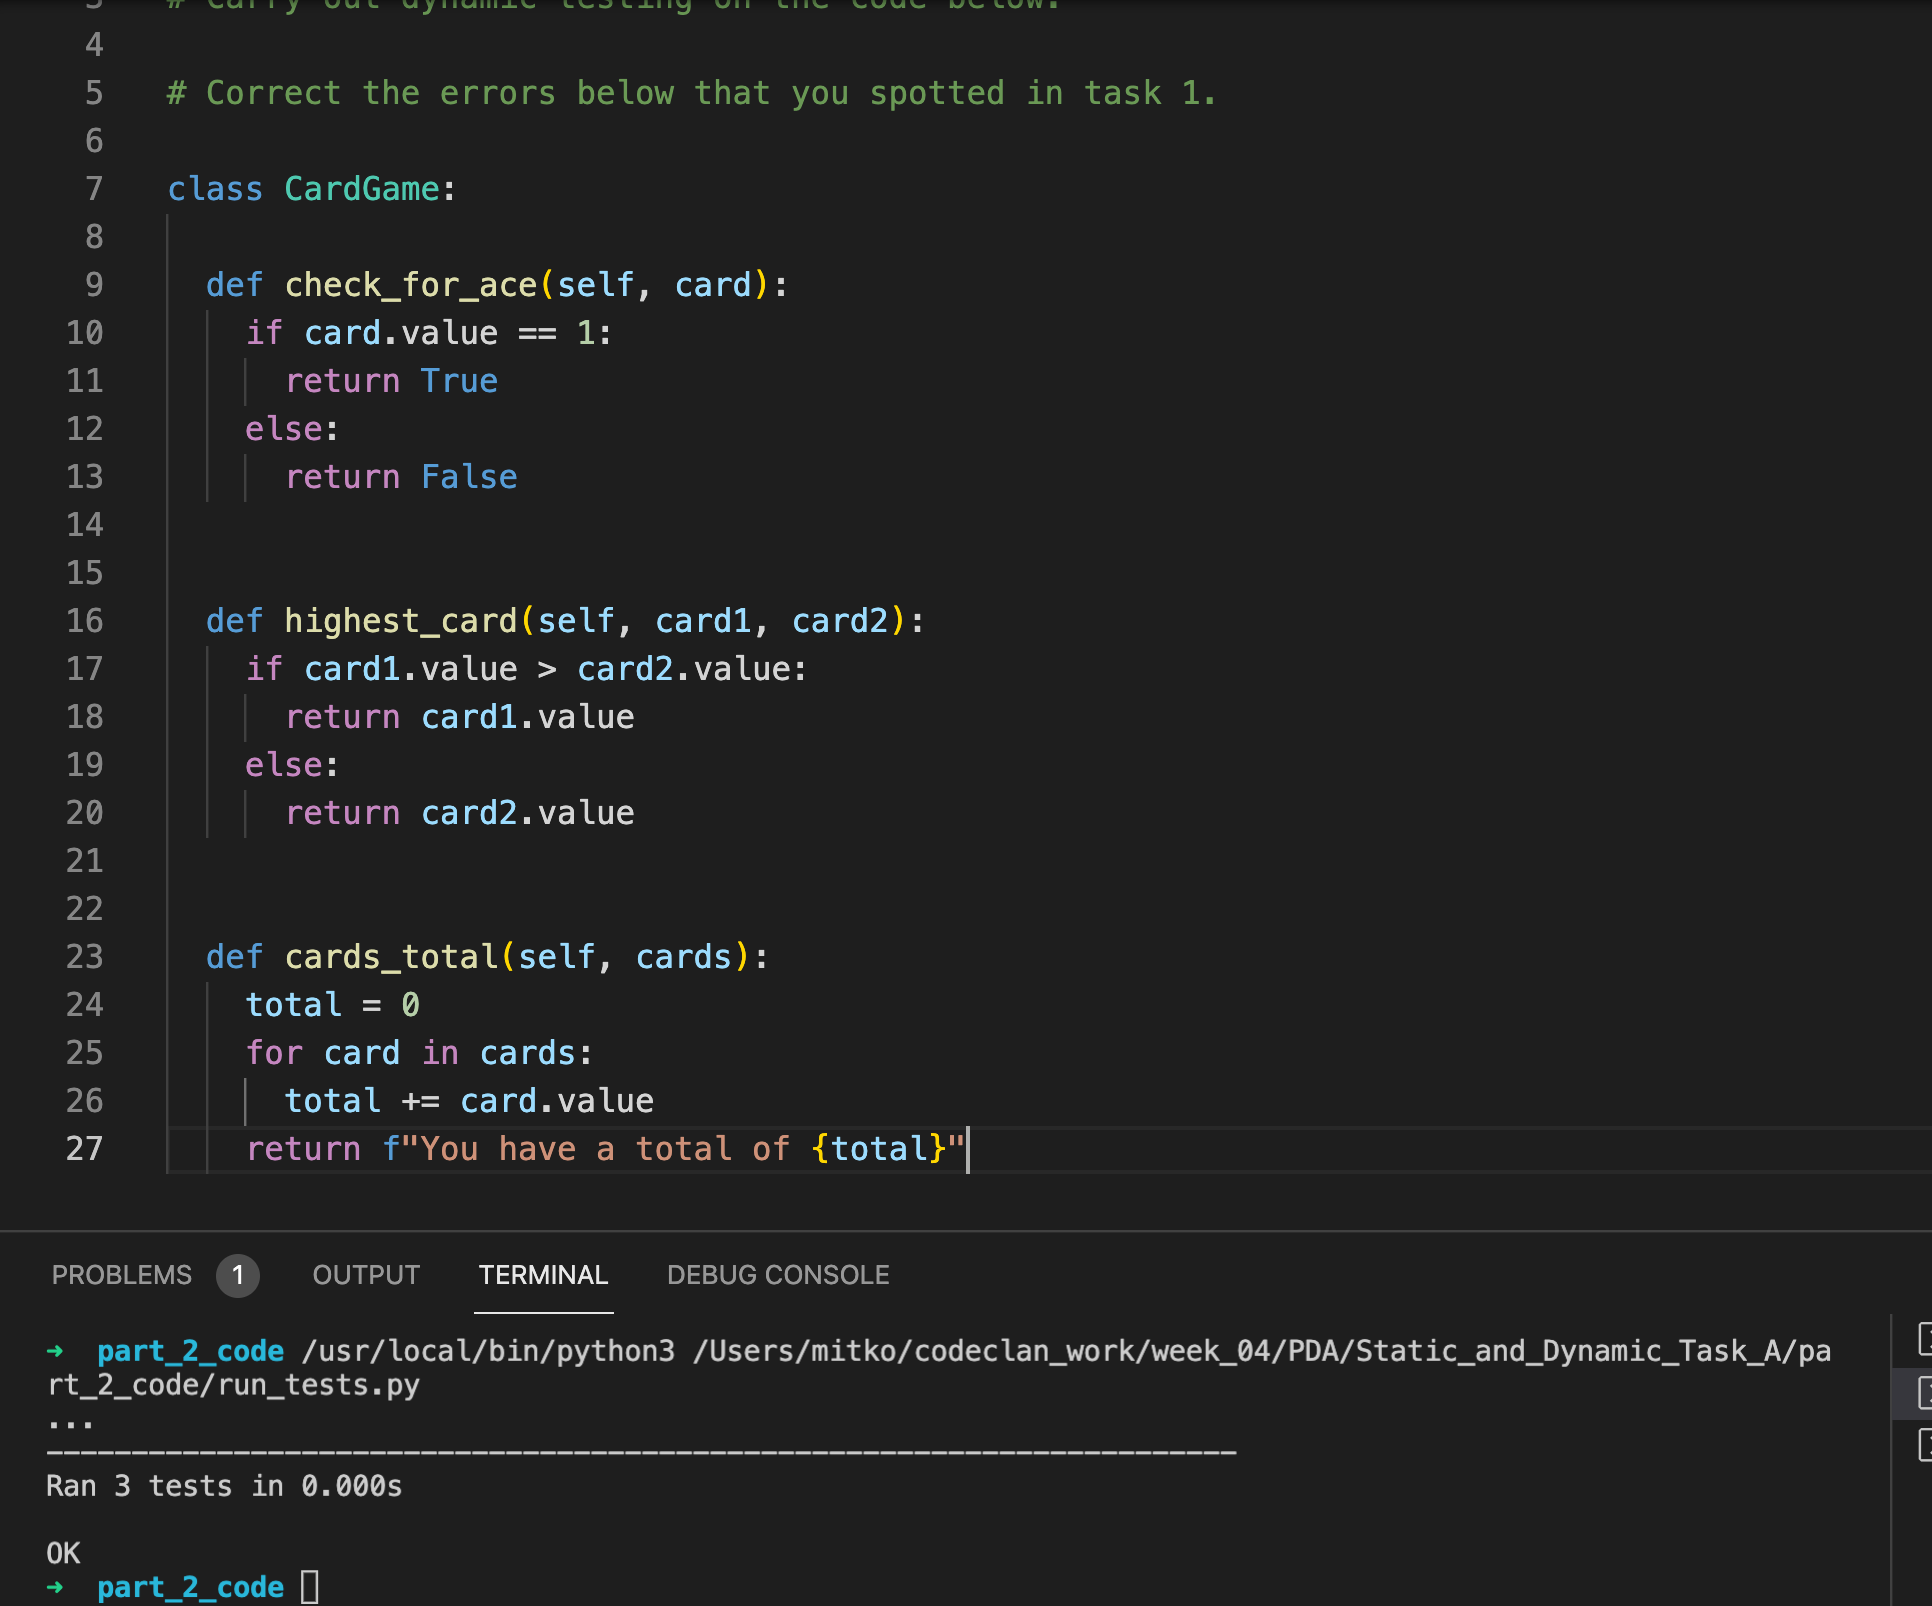 3 # Carry out dynamic testing on the code below.
4
5 # Correct the errors below that you spotted in task 1.
6
7 class CardGame:
8
9   def check_for_ace(self, card):
10     if card.value == 1:
11       return True
12     else:
13       return False
14
15
16   def highest_card(self, card1, card2):
17     if card1.value > card2.value:
18       return card1.value
19     else:
20       return card2.value
21
22
23   def cards_total(self, cards):
24     total = 0
25     for card in cards:
26       total += card.value
27     return f"You have a total of {total}"
PROBLEMS 1 OUTPUT TERMINAL DEBUG CONSOLE
➜  part_2_code /usr/local/bin/python3 /Users/mitko/codeclan_work/week_04/PDA/Static_and_Dynamic_Task_A/pa
rt_2_code/run_tests.py
...
----------------------------------------------------------------------
Ran 3 tests in 0.000s

OK
➜  part_2_code